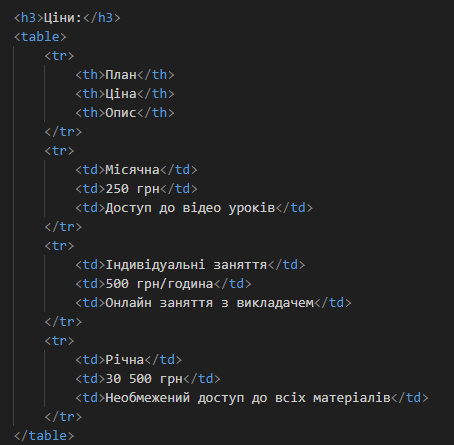 <h3>Ціни:</h3>
<table>
<tr>
<th>План</th>
<th>Ціна</th>
<th>Опис</th>
</tr>
<tr>
<td>Місячна</td>
<td>250 грн</td>
<td>Доступ до відео уроків</td>
</tr>
<tr>
<td>Індивідуальні заняття</td>
<td>500 грн/година</td>
<td>Онлайн заняття з викладачем</td>
</tr>
<tr>
<td>Річна</td>
<td>30 500 грн</td>
<td>Необмежений доступ до всіх матеріалів</td>
</tr>
</table>